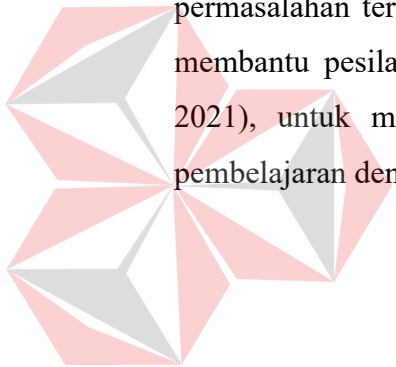 permasalahan ter
membantu pesila
2021), untuk m
pembelajaran den